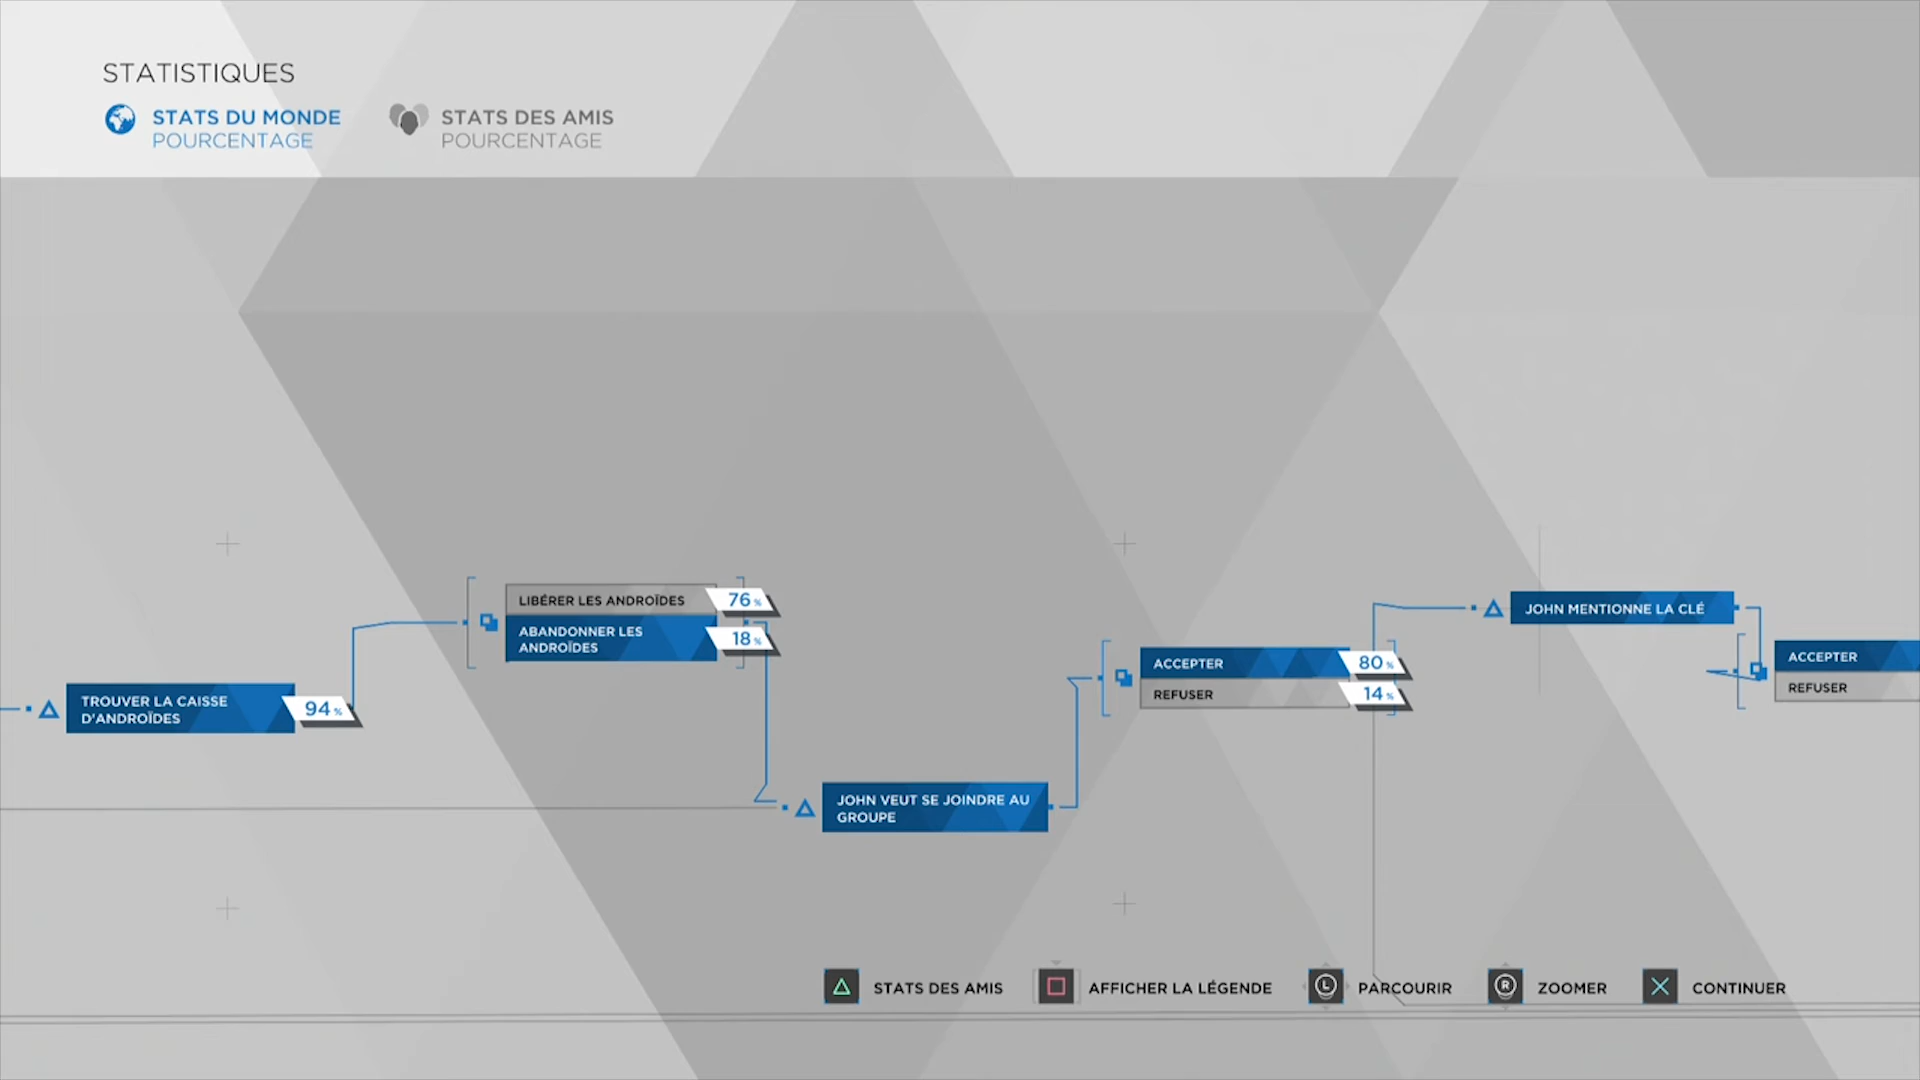 STATISTIQUES
STATS DU MONDE
POURCENTAGE
STATS DES AMIS
POURCENTAGE
TROUVER LA CAISSE
D'ANDROÏDES
94 %
LIBÉRER LES ANDROÏDES
76 %
ABANDONNER LES
ANDROÏDES
18 %
JOHN VEUT SE JOINDRE AU
GROUPE
ACCEPTER
80 %
REFUSER
14 %
JOHN MENTIONNE LA CLÉ
ACCEPTER
REFUSER
STATS DES AMIS
AFFICHER LA LÉGENDE
L PARCOURIR
R ZOOMER
CONTINUER